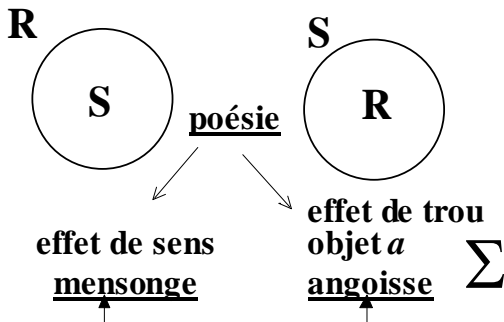 R
S
S
R
poésie
effet de sens
mensonge
effet de trou
objet a
angoisse
∑